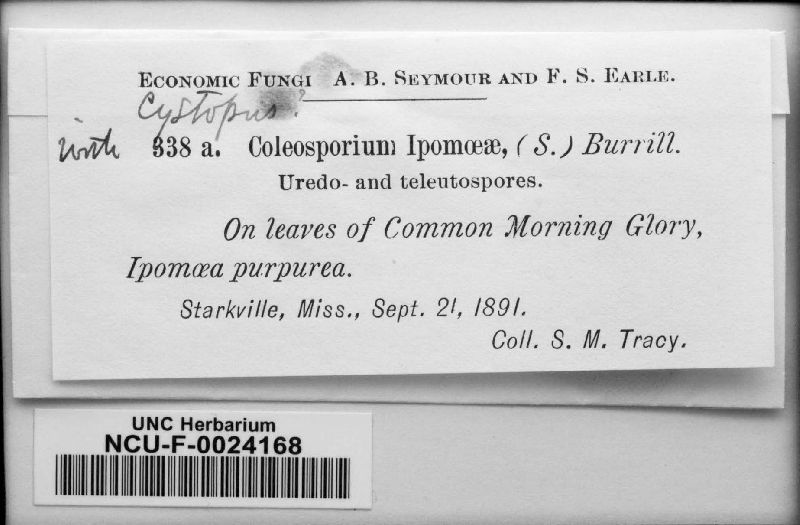 Economic Fungi A. B. Seymour and F. S. Earle.
Cystopus?
with 338 a. Coleosporium Ipomœæ, (S.) Burrill.
Uredo- and teleutospores.
On leaves of Common Morning Glory,
Ipomœa purpurea.
Starkville, Miss., Sept. 21, 1891.
Coll. S. M. Tracy.
UNC Herbarium
NCU-F-0024168